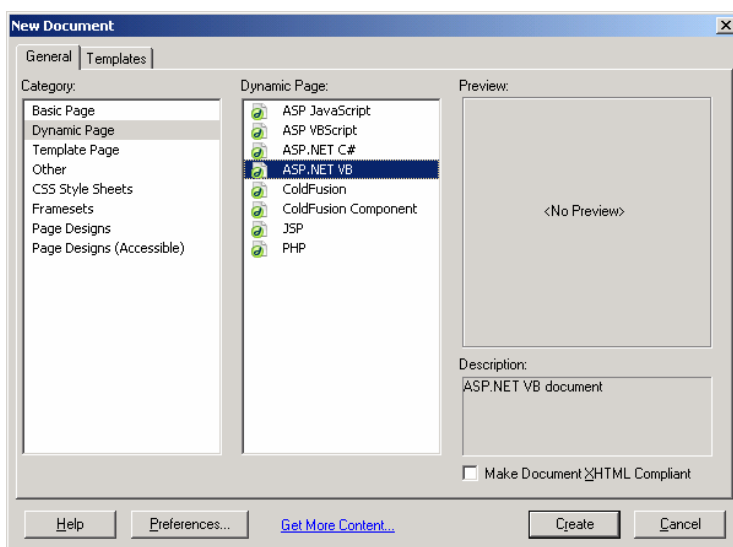 New Document
General
Templates
Category:
Basic Page
Dynamic Page
Template Page
Other
CSS Style Sheets
Framesets
Page Designs
Page Designs (Accessible)
Dynamic Page:
ASP JavaScript
ASP VBScript
ASP.NET C#
ASP.NET VB
ColdFusion
ColdFusion Component
JSP
PHP
Preview:
<No Preview>
Description:
ASP.NET VB document
Make Document XHTML Compliant
Help
Preferences...
Get More Content...
Create
Cancel